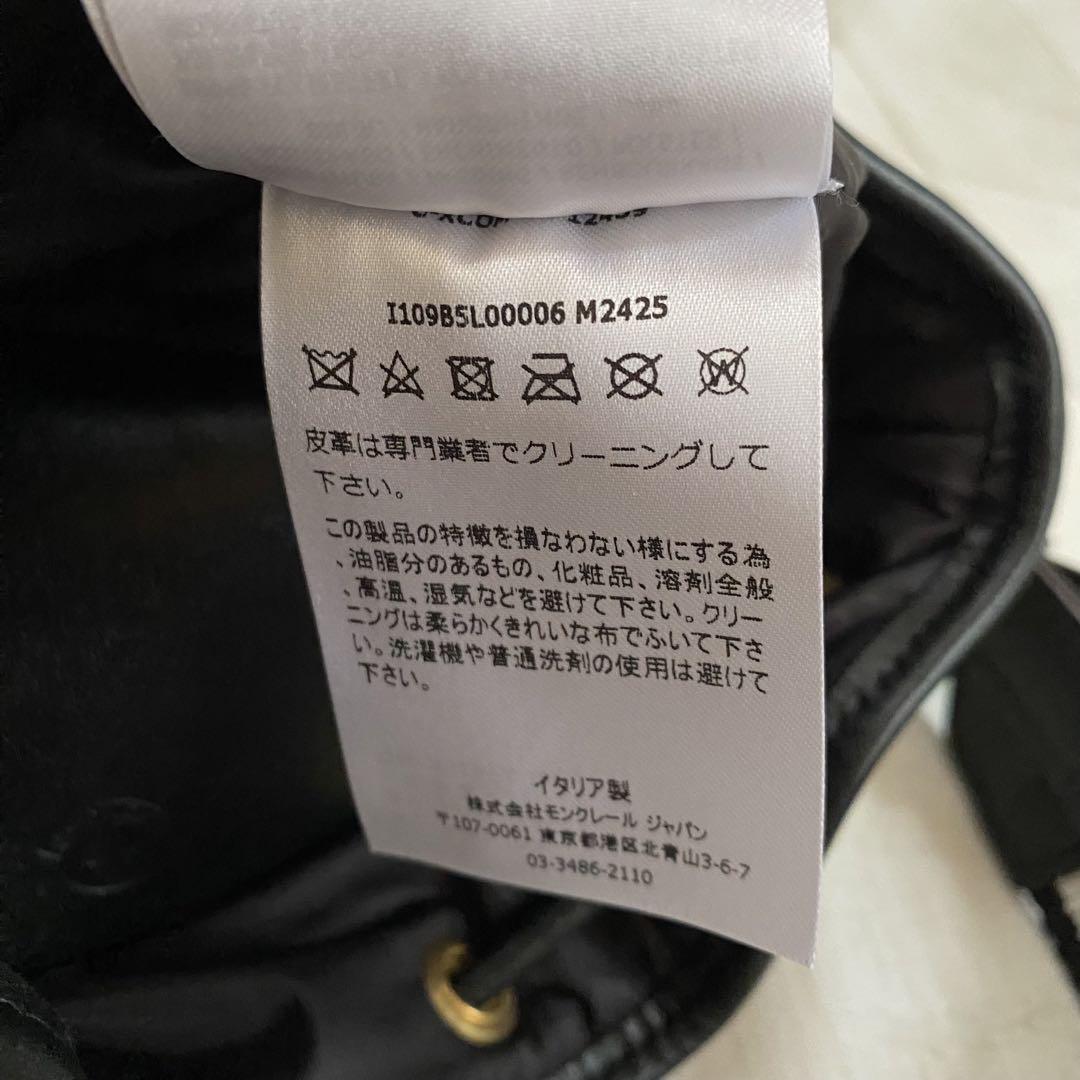 I109B5L00006 M2425
皮革は専門業者でクリーニングして
下さい。
この製品の特徴を損なわない様にする為
、油脂分のあるもの、化粧品、溶剤全般
、高温、湿気などを避けて下さい。クリー
ニングは柔らかくきれいな布でふいて下さ
い。洗濯機や普通洗剤の使用は避けて
下さい。
イタリア製
株式会社モンクレール ジャパン
〒107-0061 東京都港区北青山3-6-7
03-3486-2110